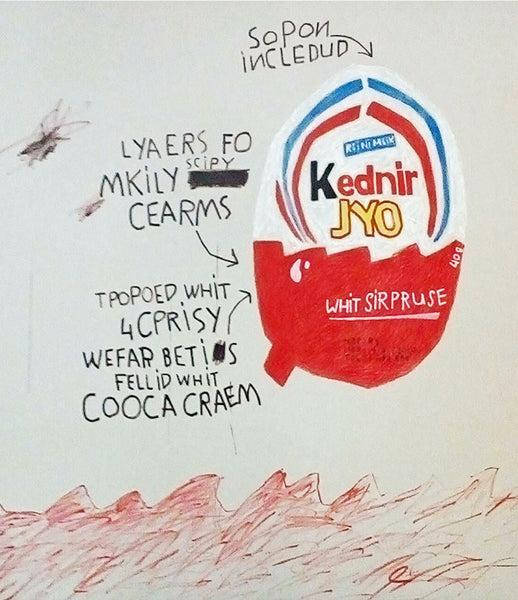 SOPON
iNCLEDUD
LYAERS FO
SCIPY
MKILY
CEARMS
TPOPOED WHIT
4CPRISY
WEFAR BETi S
FELLiD WHiT
COOCA CRAEM
Kednir
JYO
40g
WHIT SIRPRUSE